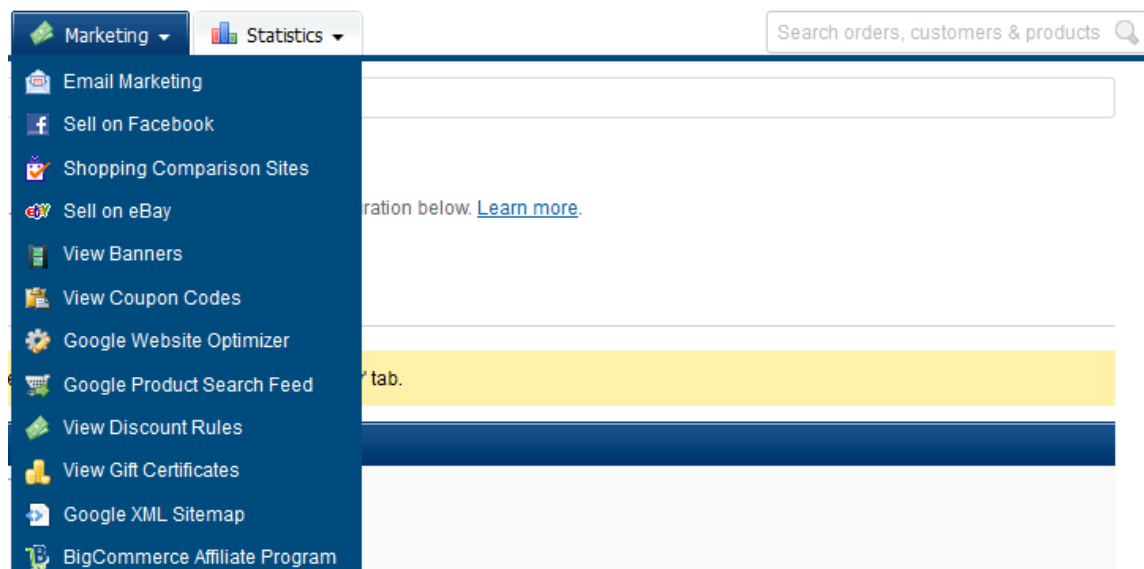 Marketing Statistics Search orders, customers & products
Email Marketing
Sell on Facebook
Shopping Comparison Sites
Sell on eBay
ration below. Learn more.
View Banners
View Coupon Codes
Google Website Optimizer
Google Product Search Feed
' tab.
View Discount Rules
View Gift Certificates
Google XML Sitemap
BigCommerce Affiliate Program